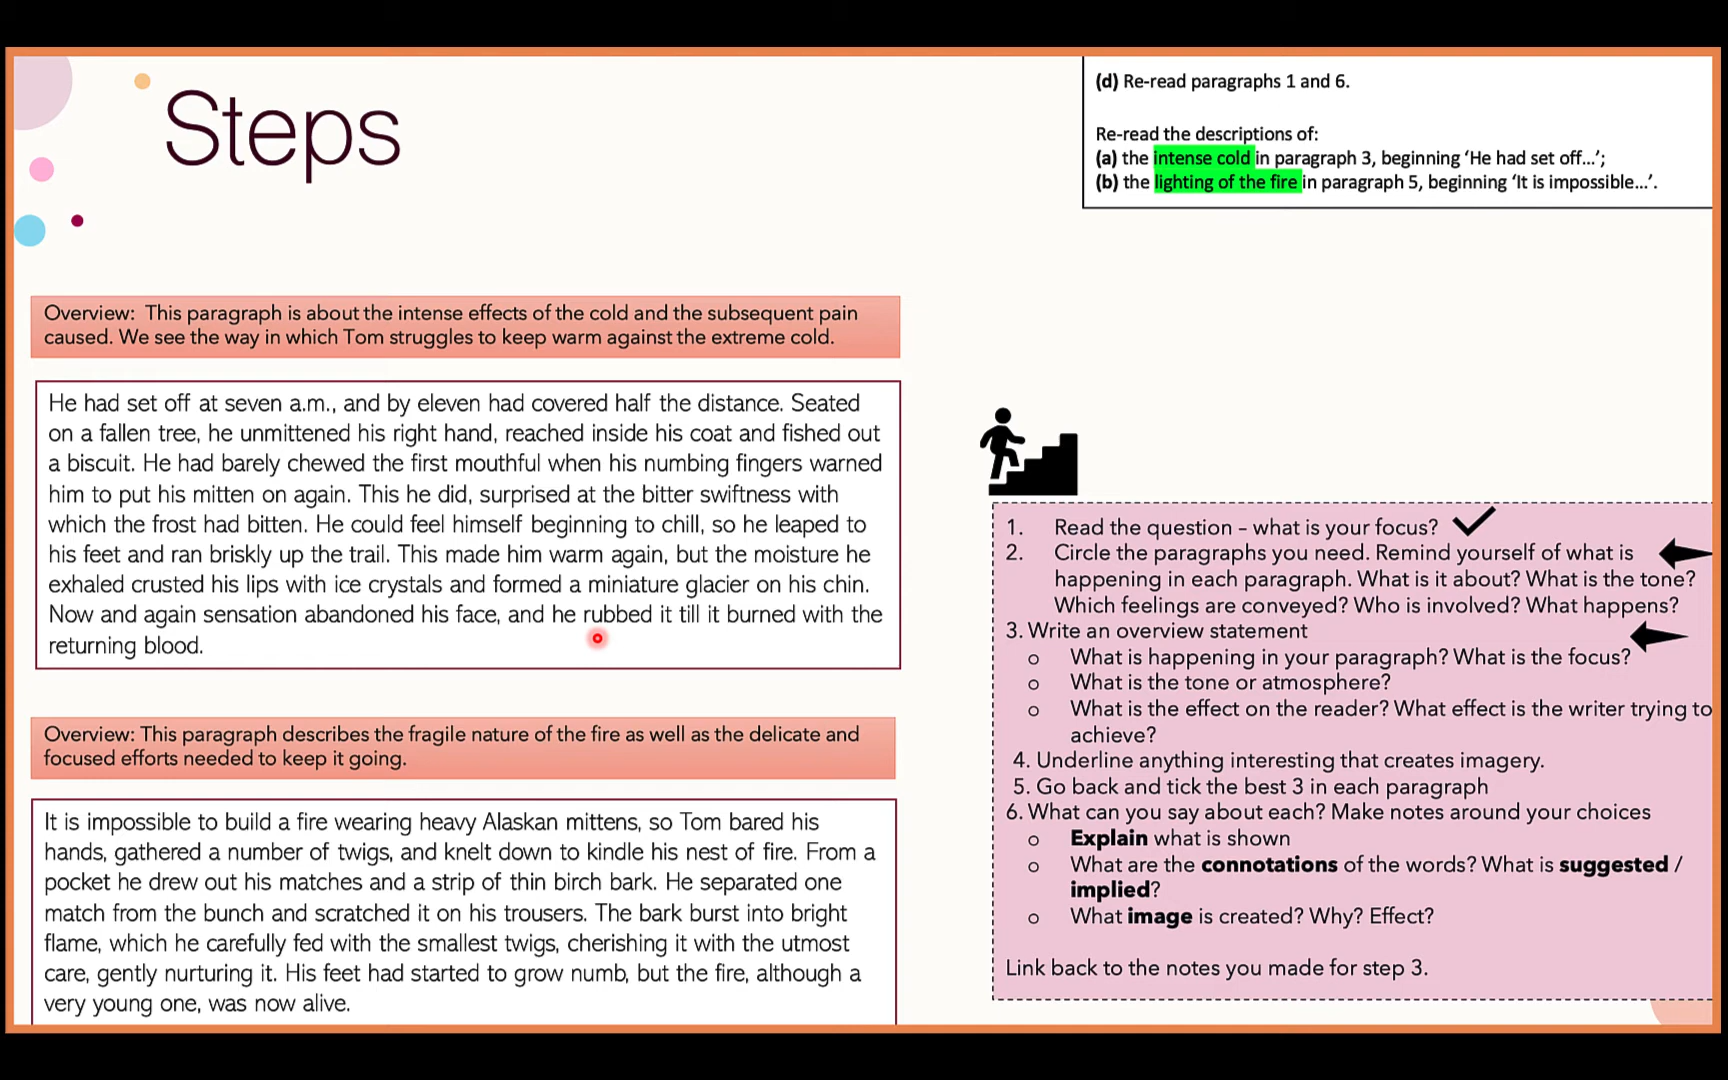 Steps
(d) Re-read paragraphs 1 and 6.
Re-read the descriptions of:
(a) the intense cold in paragraph 3, beginning ‘He had set off...’;
(b) the lighting of the fire in paragraph 5, beginning ‘It is impossible...’.
Overview:  This paragraph is about the intense effects of the cold and the subsequent pain
caused. We see the way in which Tom struggles to keep warm against the extreme cold.
He had set off at seven a.m., and by eleven had covered half the distance. Seated
on a fallen tree, he unmittened his right hand, reached inside his coat and fished out
a biscuit. He had barely chewed the first mouthful when his numbing fingers warned
him to put his mitten on again. This he did, surprised at the bitter swiftness with
which the frost had bitten. He could feel himself beginning to chill, so he leaped to
his feet and ran briskly up the trail. This made him warm again, but the moisture he
exhaled crusted his lips with ice crystals and formed a miniature glacier on his chin.
Now and again sensation abandoned his face, and he rubbed it till it burned with the
returning blood.
Overview: This paragraph describes the fragile nature of the fire as well as the delicate and
focused efforts needed to keep it going.
It is impossible to build a fire wearing heavy Alaskan mittens, so Tom bared his
hands, gathered a number of twigs, and knelt down to kindle his nest of fire. From a
pocket he drew out his matches and a strip of thin birch bark. He separated one
match from the bunch and scratched it on his trousers. The bark burst into bright
flame, which he carefully fed with the smallest twigs, cherishing it with the utmost
care, gently nurturing it. His feet had started to grow numb, but the fire, although a
very young one, was now alive.
1. Read the question – what is your focus?
2. Circle the paragraphs you need. Remind yourself of what is
happening in each paragraph. What is it about? What is the tone?
Which feelings are conveyed? Who is involved? What happens?
3. Write an overview statement
o What is happening in your paragraph? What is the focus?
o What is the tone or atmosphere?
o What is the effect on the reader? What effect is the writer trying to
achieve?
4. Underline anything interesting that creates imagery.
5. Go back and tick the best 3 in each paragraph
6. What can you say about each? Make notes around your choices
o Explain what is shown
o What are the connotations of the words? What is suggested /
implied?
o What image is created? Why? Effect?
Link back to the notes you made for step 3.